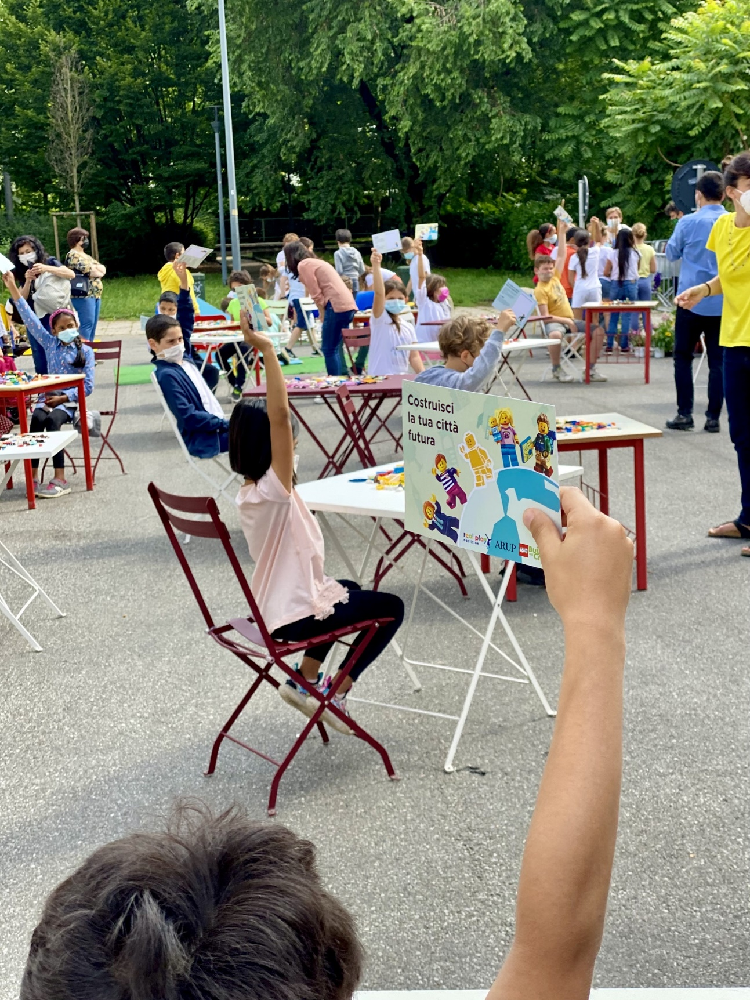 Costruisci
la tua città
futura
real play
coalition
ARUP
LEGO